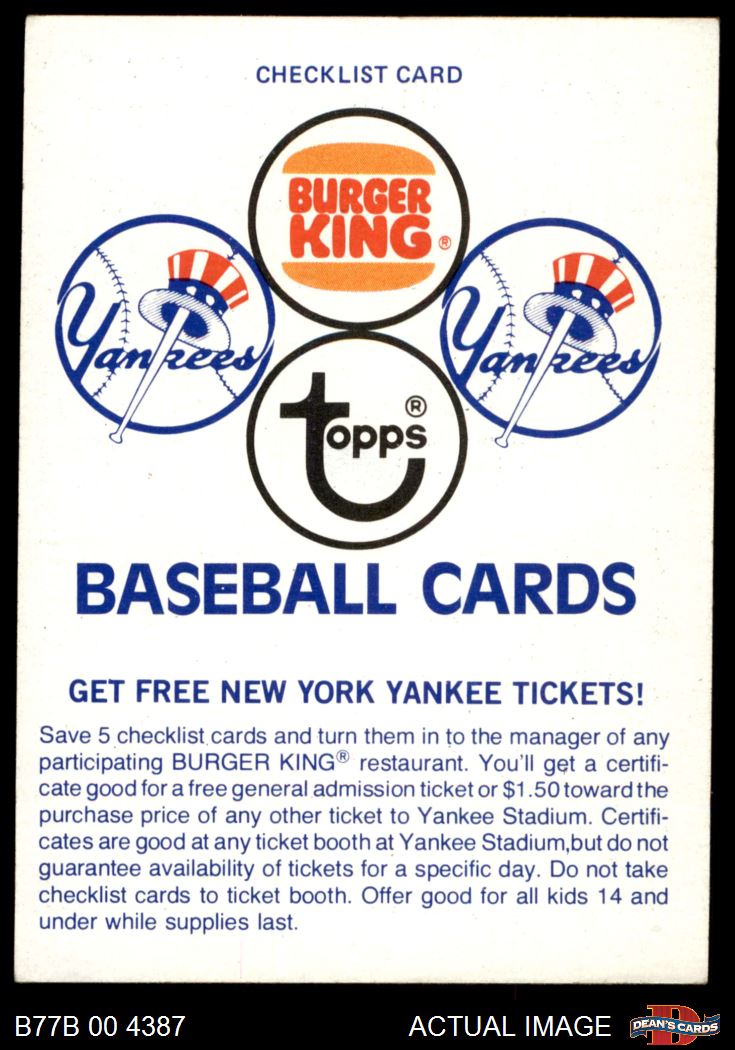 CHECKLIST CARD
BURGER
KING®
Yankees
Yankees
topps®
BASEBALL CARDS
GET FREE NEW YORK YANKEE TICKETS!
Save 5 checklist cards and turn them in to the manager of any
participating BURGER KING® restaurant. You'll get a certifi-
cate good for a free general admission ticket or $1.50 toward the
purchase price of any other ticket to Yankee Stadium. Certifi-
cates are good at any ticket booth at Yankee Stadium,but do not
guarantee availability of tickets for a specific day. Do not take
checklist cards to ticket booth. Offer good for all kids 14 and
under while supplies last.
B77B 00 4387
ACTUAL IMAGE
D
DEAN'S CARDS